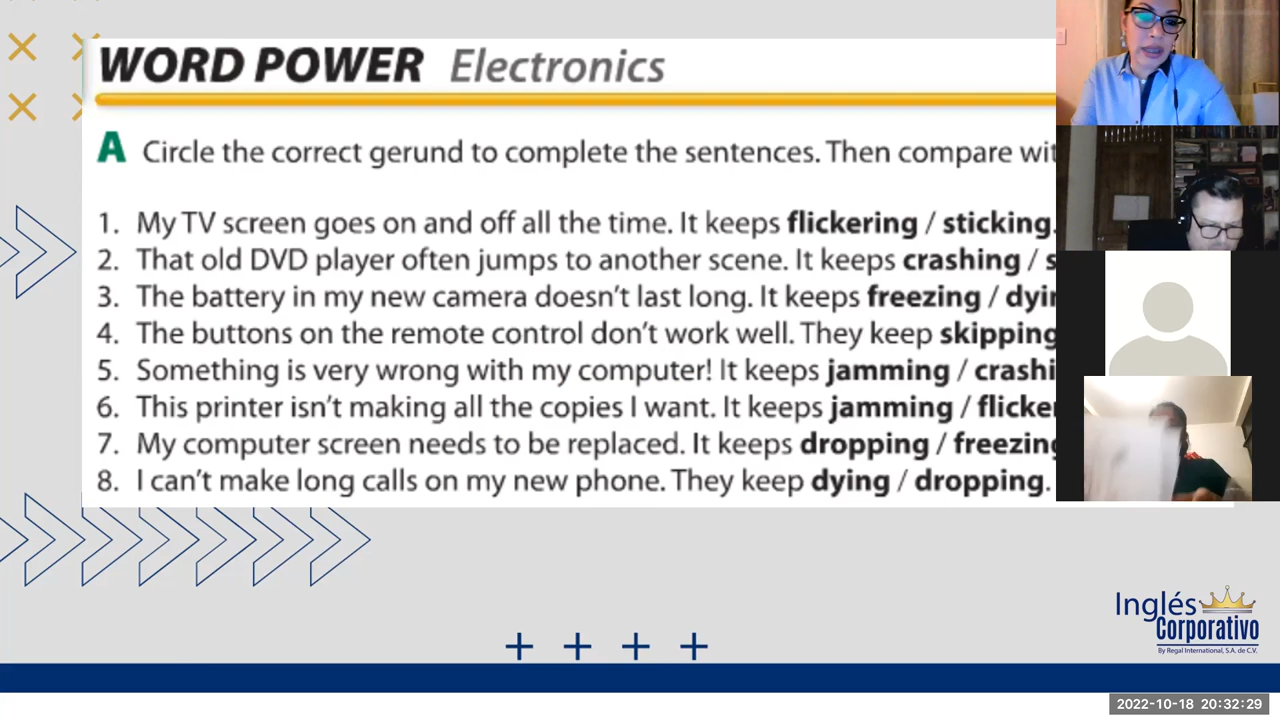 WORD POWER Electronics
A Circle the correct gerund to complete the sentences. Then compare
1. My TV screen goes on and off all the time. It keeps flickering / sticking.
2. That old DVD player often jumps to another scene. It keeps crashing /
3. The battery in my new camera doesn't last long. It keeps freezing /
4. The buttons on the remote control don't work well. They keep skipping
5. Something is very wrong with my computer! It keeps jamming /
6. This printer isn't making all the copies I want. It keeps jamming /
7. My computer screen needs to be replaced. It keeps dropping / freezing
8. I can't make long calls on my new phone. They keep dying / dropping.
Inglés
Corporativo
By Regal International, S.A. de C.V.
2022-10-18 20:32:29